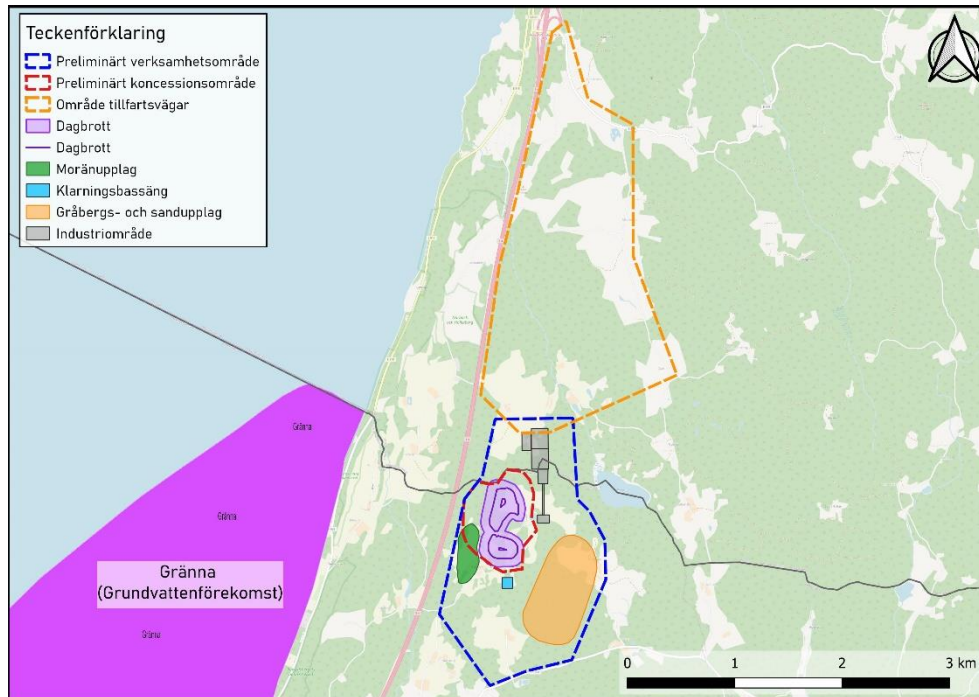 Teckenförklaring
Preliminärt verksamhetsområde
Preliminärt koncessionsområde
Område tillfartsvägar
Dagbrott
Dagbrott
Moränupplag
Klarningsbassäng
Gråbergs- och sandupplag
Industriområde
Gränna
Gränna
Gränna
(Grundvattenförekomst)
Gränna
0 1 2 3 km